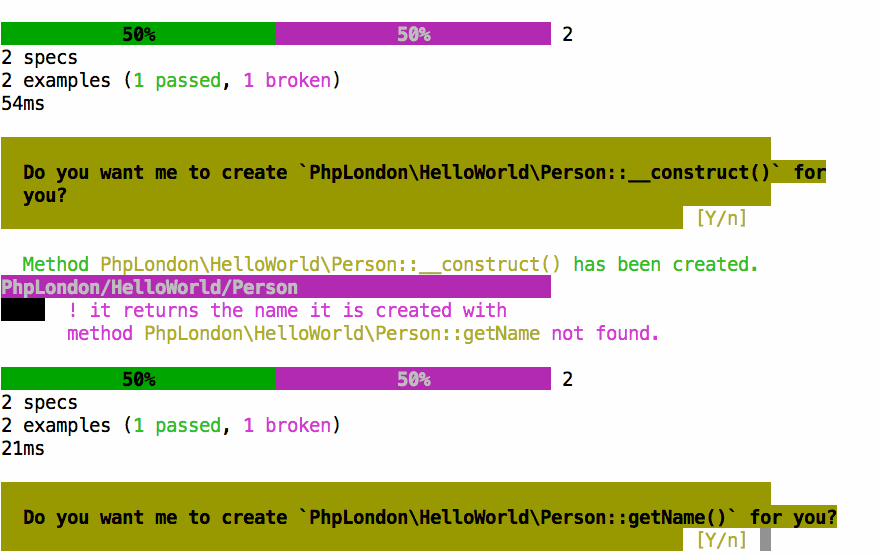 50% 50% 2
2 specs
2 examples (1 passed, 1 broken)
54ms
Do you want me to create `PhpLondon\HelloWorld\Person::__construct()` for
you?
[Y/n]
Method PhpLondon\HelloWorld\Person::__construct() has been created.
PhpLondon/HelloWorld/Person
! it returns the name it is created with
method PhpLondon\HelloWorld\Person::getName not found.
50% 50% 2
2 specs
2 examples (1 passed, 1 broken)
21ms
Do you want me to create `PhpLondon\HelloWorld\Person::getName()` for you?
[Y/n]